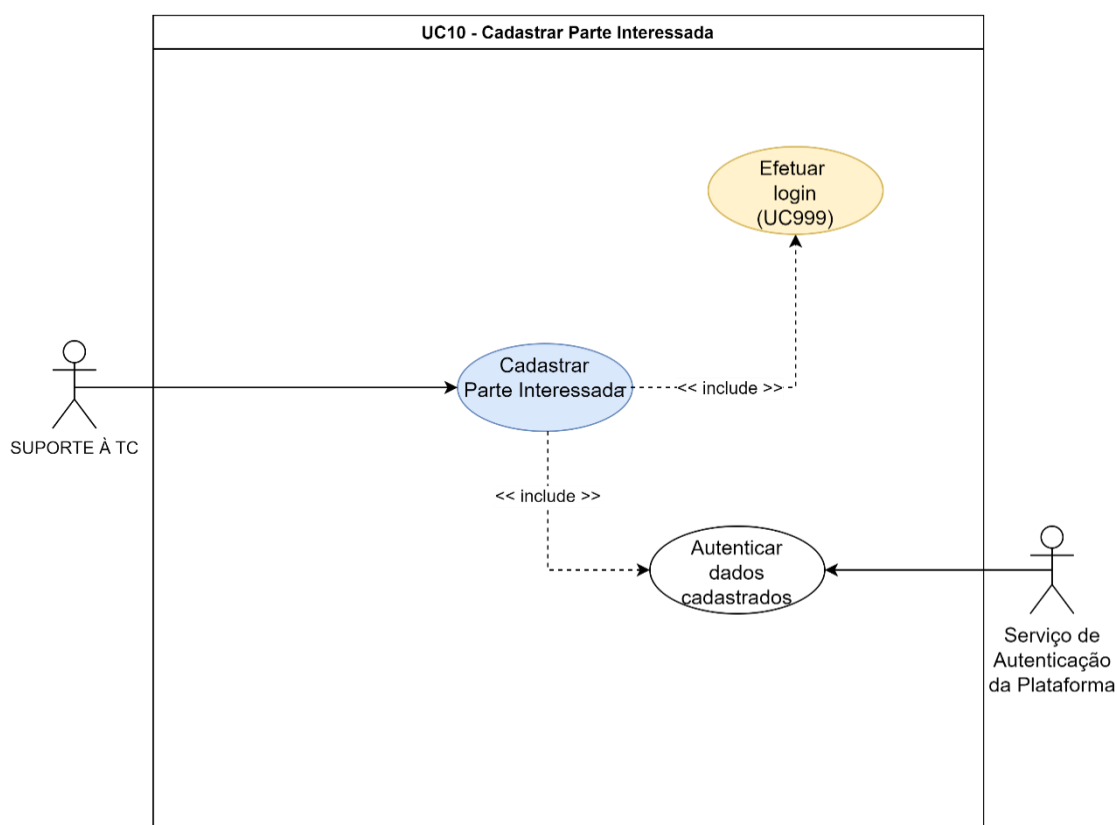 UC10 - Cadastrar Parte Interessada
Efetuar
login
(UC999)
Cadastrar
Parte Interessada
<< include >>
SUPORTE À TC
<< include >>
Autenticar
dados
cadastrados
Serviço de
Autenticação
da Plataforma